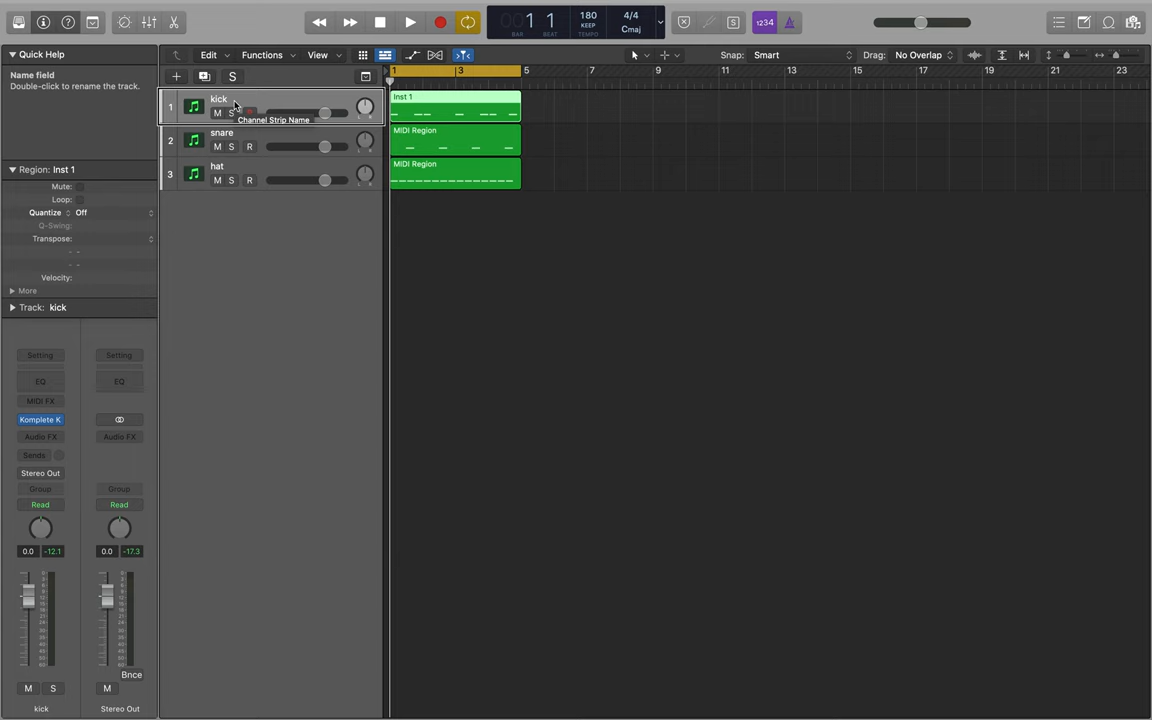 1 1
BAR BEAT
180
KEEP
TEMPO
4/4
Cmaj
S
1234
Quick Help
Name field
Double-click to rename the track.
Region: Inst 1
Mute:
Loop:
Quantize Off
Q-Swing:
Transpose:
Velocity:
More
Track: kick
Edit Functions View Snap: Smart Drag: No Overlap
S
1 3 5 7 9 11 13 15 17 19 21 23
1 kick
M S R
Channel Strip Name
Inst 1
2 snare
M S R
MIDI Region
3 hat
M S R
MIDI Region
Setting Setting
EQ EQ
MIDI FX
Komplete K
Audio FX Audio FX
Sends
Stereo Out
Group Group
Read Read
0.0 -12.1 0.0 -17.3
Bnce
M S M
kick Stereo Out